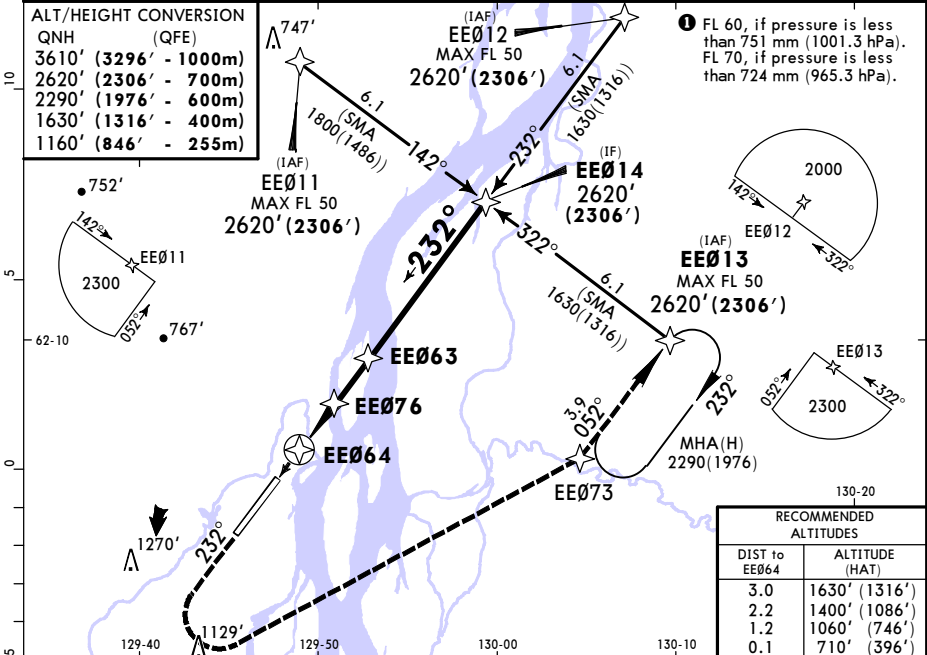 ALT/HEIGHT CONVERSION
QNH (QFE)
3610' (3296' - 1000m)
2620' (2306' - 700m)
2290' (1976' - 600m)
1630' (1316' - 400m)
1160' (846' - 255m)
747'
(IAF)
EEØ12
MAX FL 50
2620' (2306')
1 FL 60, if pressure is less
than 751 mm (1001.3 hPa).
FL 70, if pressure is less
than 724 mm (965.3 hPa).
10
6.1
(SMA
1800(1486))
142°
6.1
(SMA
1630(1316))
232°
(IAF)
EEØ11
MAX FL 50
2620' (2306')
(IF)
EEØ14
2620'
(2306')
2000
142°
EEØ12
322°
752'
142°
EEØ11
2300
052°
767'
232°
322°
6.1
(SMA
1630(1316))
(IAF)
EEØ13
MAX FL 50
2620' (2306')
5
62-10
EEØ63
EEØ76
EEØ64
3.9
052°
232°
MHA(H)
2290(1976)
EEØ73
EEØ13
052°
322°
2300
0
1270'
232°
1129'
130-20
5
129-40
129-50
130-00
130-10
RECOMMENDED
ALTITUDES
DIST to
EEØ64
ALTITUDE
(HAT)
3.0 1630' (1316')
2.2 1400' (1086')
1.2 1060' (746')
0.1 710' (396')